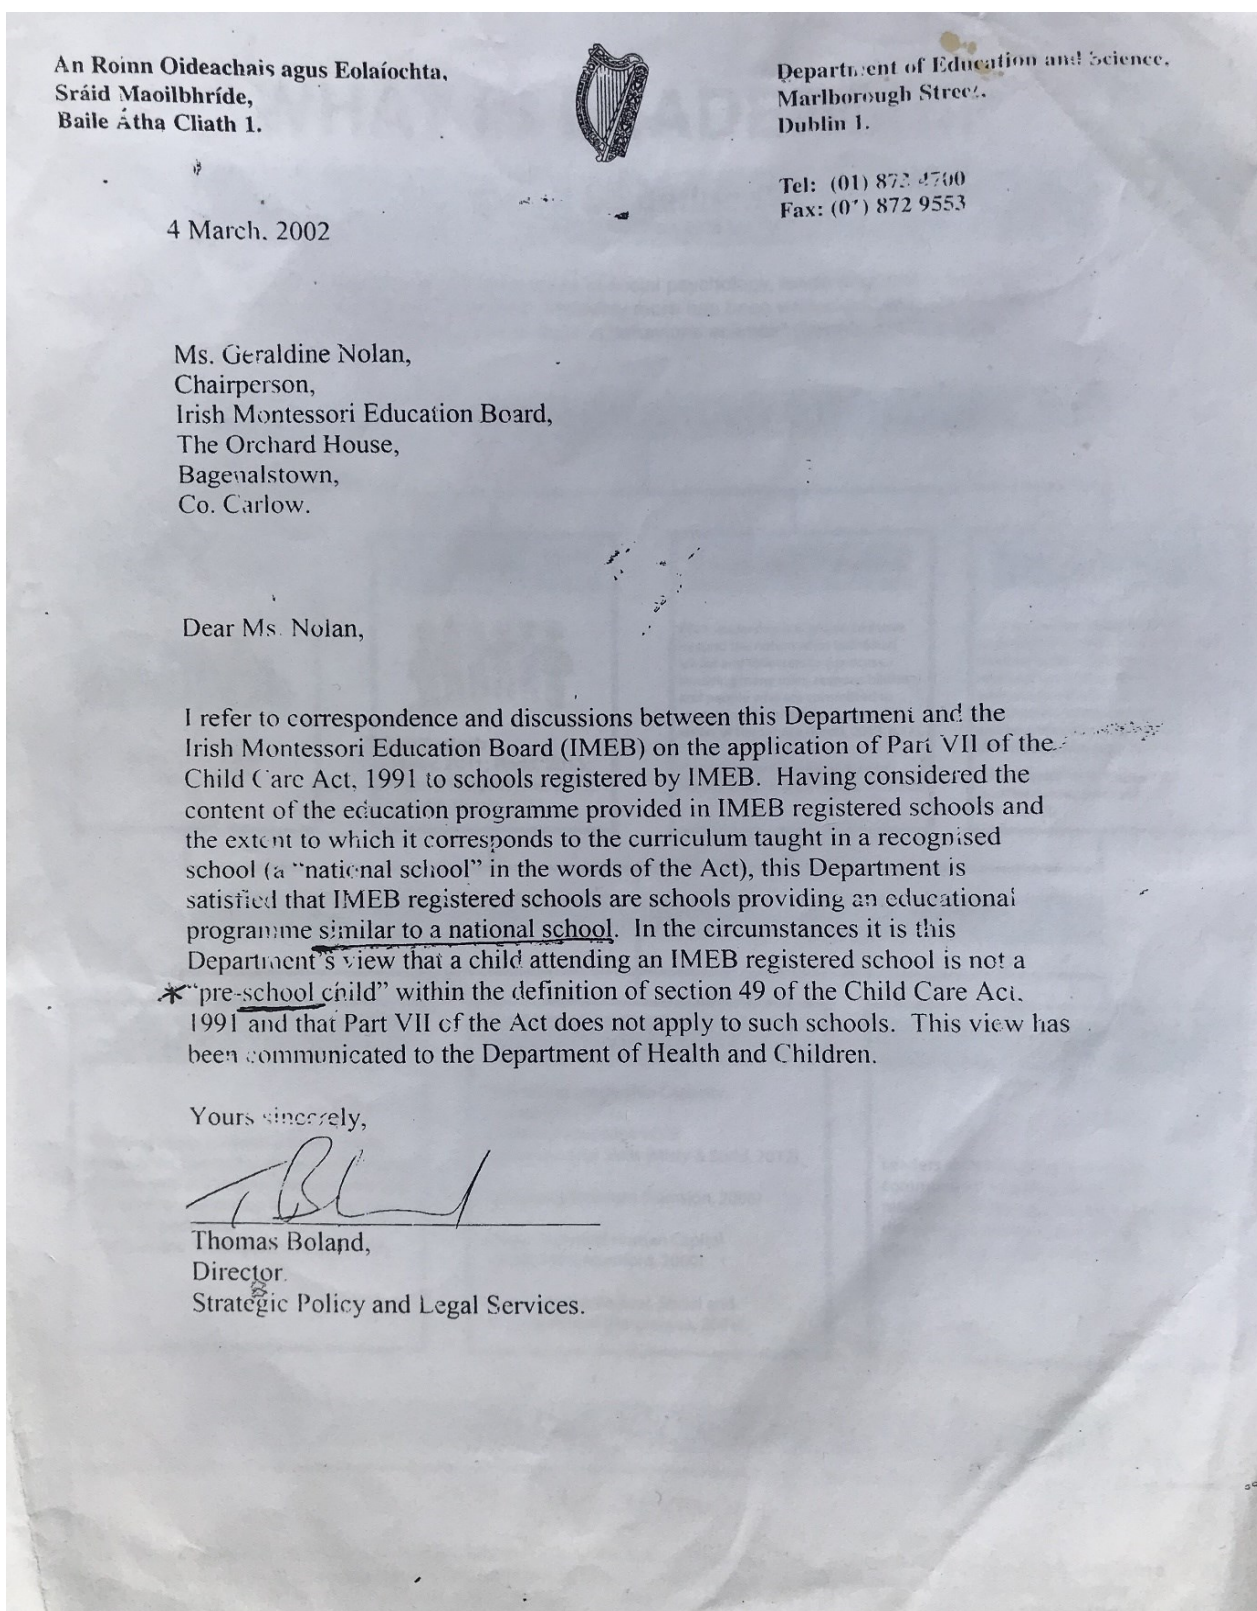 An Roinn Oideachais agus Eolaíochta,
Sráid Maoilbhríde,
Baile Átha Cliath 1.
Department of Education and Science,
Marlborough Street,
Dublin 1.
Tel: (01) 873 4700
Fax: (01) 872 9553
4 March, 2002
Ms. Geraldine Nolan,
Chairperson,
Irish Montessori Education Board,
The Orchard House,
Bagenalstown,
Co. Carlow.
Dear Ms. Nolan,
I refer to correspondence and discussions between this Department and the
Irish Montessori Education Board (IMEB) on the application of Part VII of the
Child Care Act, 1991 to schools registered by IMEB. Having considered the
content of the education programme provided in IMEB registered schools and
the extent to which it corresponds to the curriculum taught in a recognised
school (a “national school” in the words of the Act), this Department is
satisfied that IMEB registered schools are schools providing an educational
programme similar to a national school. In the circumstances it is this
Department's view that a child attending an IMEB registered school is not a
* “pre-school child” within the definition of section 49 of the Child Care Act,
1991 and that Part VII of the Act does not apply to such schools. This view has
been communicated to the Department of Health and Children.
Yours sincerely,
T Boland
Thomas Boland,
Director
Strategic Policy and Legal Services.